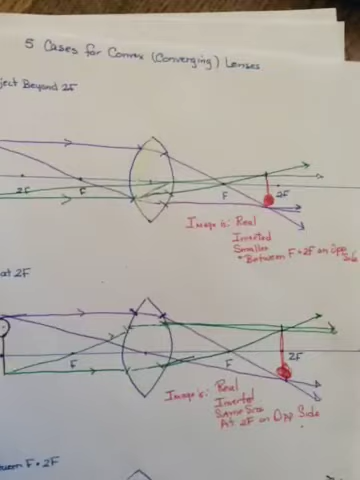 5 Cases for Convex (Converging) Lenses
ject Beyond 2F
2F F F 2F
Image is: Real
Inverted
Smaller
*Between F + 2F on Opp Side
at 2F
F F 2F
Image is: Real
Inverted
Same Size
At 2F on Opp Side
tween F + 2F